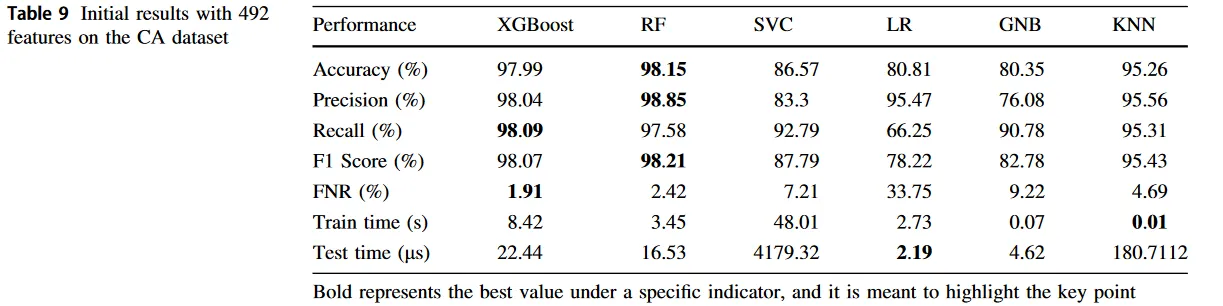 Table 9 Initial results with 492
features on the CA dataset
Performance XGBoost RF SVC LR GNB KNN
Accuracy (%) 97.99 98.15 86.57 80.81 80.35 95.26
Precision (%) 98.04 98.85 83.3 95.47 76.08 95.56
Recall (%) 98.09 97.58 92.79 66.25 90.78 95.31
F1 Score (%) 98.07 98.21 87.79 78.22 82.78 95.43
FNR (%) 1.91 2.42 7.21 33.75 9.22 4.69
Train time (s) 8.42 3.45 48.01 2.73 0.07 0.01
Test time (μs) 22.44 16.53 4179.32 2.19 4.62 180.7112
Bold represents the best value under a specific indicator, and it is meant to highlight the key point